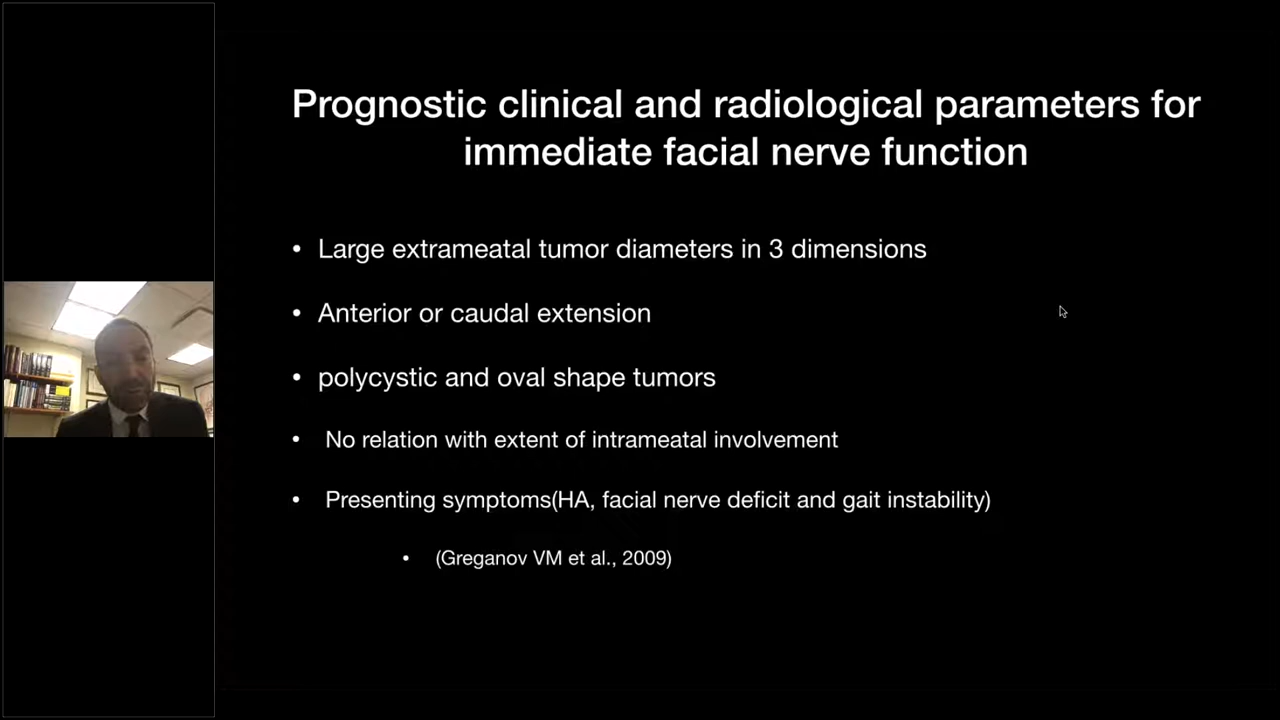 Prognostic clinical and radiological parameters for
immediate facial nerve function
• Large extrameatal tumor diameters in 3 dimensions
• Anterior or caudal extension
• polycystic and oval shape tumors
• No relation with extent of intrameatal involvement
• Presenting symptoms(HA, facial nerve deficit and gait instability)
• (Greganov VM et al., 2009)